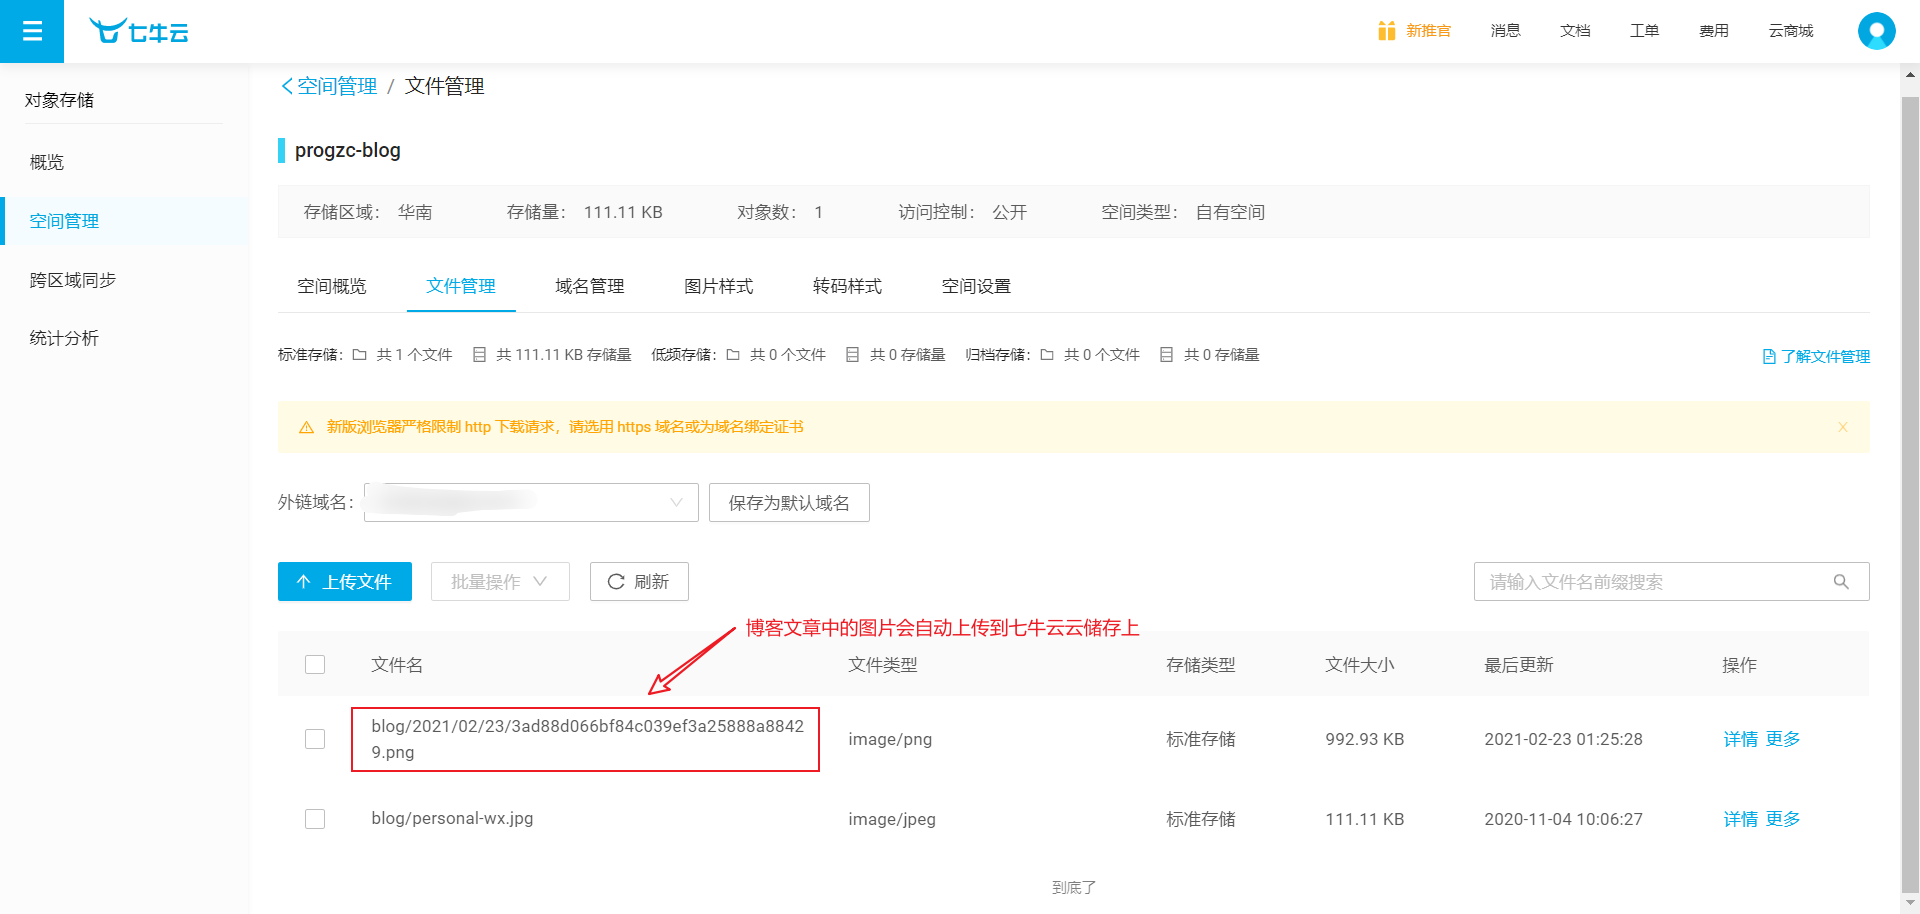 七牛云
新推官 消息 文档 工单 费用 云商城
对象存储
概览
空间管理
跨区域同步
统计分析
空间管理 / 文件管理
progzc-blog
存储区域： 华南 存储量： 111.11 KB 对象数： 1 访问控制： 公开 空间类型： 自有空间
空间概览 文件管理 域名管理 图片样式 转码样式 空间设置
标准存储： 共 1 个文件 共 111.11 KB 存储量 低频存储： 共 0 个文件 共 0 存储量 归档存储： 共 0 个文件 共 0 存储量 了解文件管理
新版浏览器严格限制 http 下载请求，请选用 https 域名或为域名绑定证书
外链域名： 保存为默认域名
上传文件 批量操作 刷新 请输入文件名前缀搜索
博客文章中的图片会自动上传到七牛云云储存上
文件名 文件类型 存储类型 文件大小 最后更新 操作
blog/2021/02/23/3ad88d066bf84c039ef3a25888a8842
9.png
image/png 标准存储 992.93 KB 2021-02-23 01:25:28 详情 更多
blog/personal-wx.jpg image/jpeg 标准存储 111.11 KB 2020-11-04 10:06:27 详情 更多
到底了